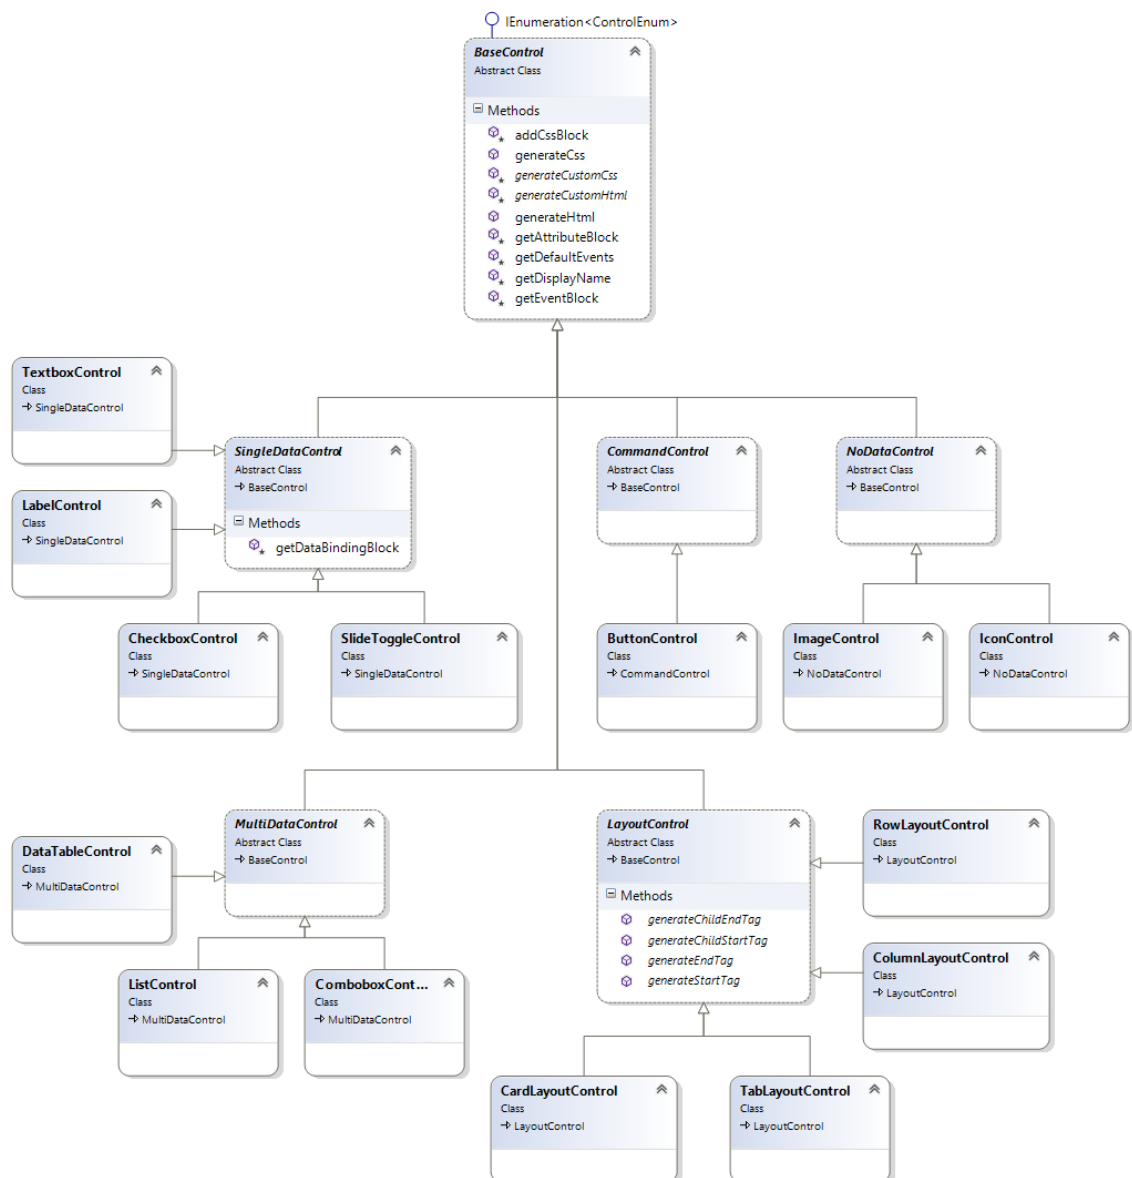 IEnumeration<ControlEnum>
BaseControl
Abstract Class
Methods
addCssBlock
generateCss
generateCustomCss
generateCustomHtml
generateHtml
getAttributeBlock
getDefaultEvents
getDisplayName
getEventBlock
TextboxControl
Class
SingleDataControl
LabelControl
Class
SingleDataControl
SingleDataControl
Abstract Class
BaseControl
Methods
getDataBindingBlock
CommandControl
Abstract Class
BaseControl
NoDataControl
Abstract Class
BaseControl
CheckboxControl
Class
SingleDataControl
SlideToggleControl
Class
SingleDataControl
ButtonControl
Class
CommandControl
ImageControl
Class
NoDataControl
IconControl
Class
NoDataControl
DataTableControl
Class
MultiDataControl
MultiDataControl
Abstract Class
BaseControl
LayoutControl
Abstract Class
BaseControl
Methods
generateChildEndTag
generateChildStartTag
generateEndTag
generateStartTag
RowLayoutControl
Class
LayoutControl
ColumnLayoutControl
Class
LayoutControl
ListControl
Class
MultiDataControl
ComboboxCont...
Class
MultiDataControl
CardLayoutControl
Class
LayoutControl
TabLayoutControl
Class
LayoutControl